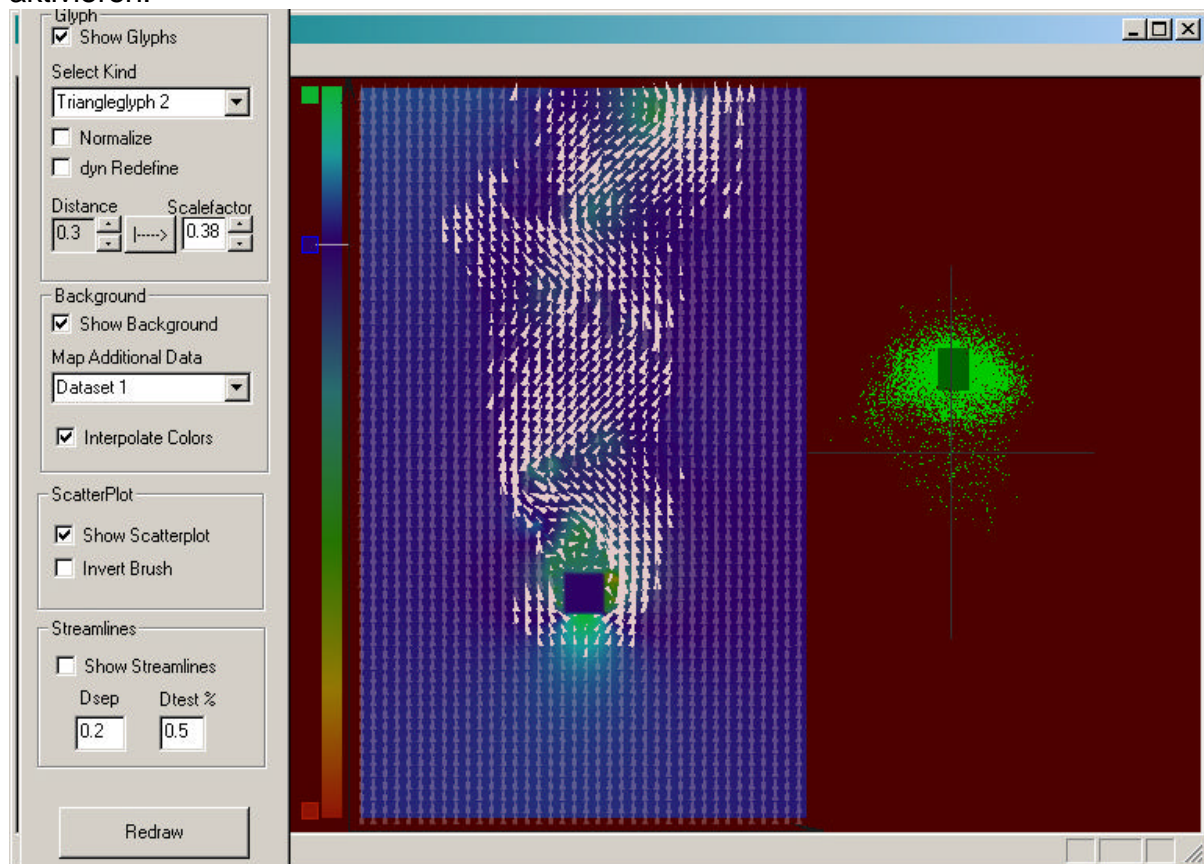 aktivieren.
Glyph
Show Glyphs
Select Kind
Triangleglyph 2
Normalize
dyn Redefine
Distance Scalefactor
0.3 |----> 0.38
Background
Show Background
Map Additional Data
Dataset 1
Interpolate Colors
ScatterPlot
Show Scatterplot
Invert Brush
Streamlines
Show Streamlines
Dsep Dtest %
0.2 0.5
Redraw